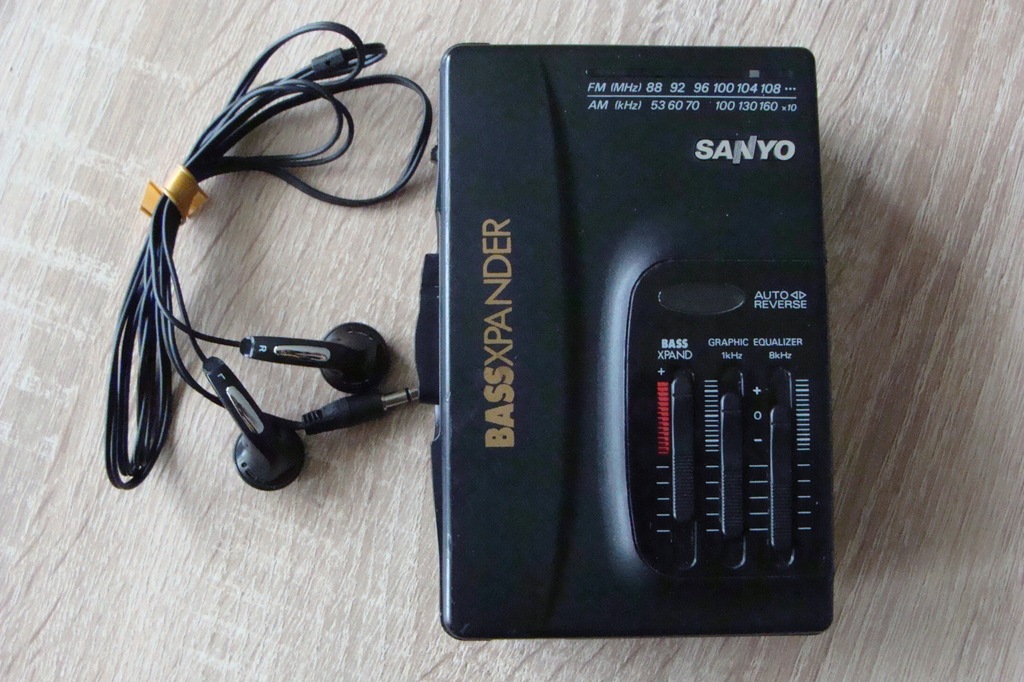 FM (MHz) 88 92 96 100 104 108 •••
AM (kHz) 53 60 70 100 130 160 x10
SANYO
BASSXPANDER
AUTO ◁▷
REVERSE
BASS
XPAND
GRAPHIC EQUALIZER
1kHz 8kHz
+
+
o
-
R
L